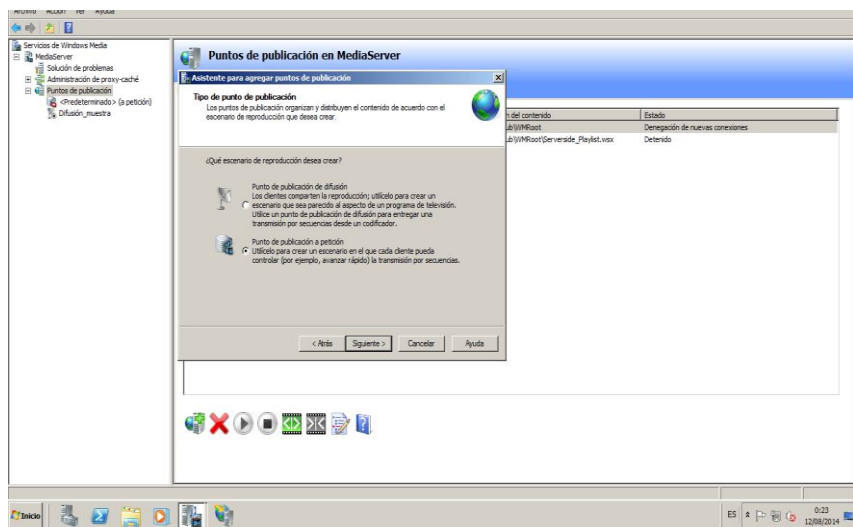 Archivo Acción Ver Ayuda
Servicios de Windows Media
MediaServer
Solución de problemas
Administración de proxy-caché
Puntos de publicación
<Predeterminado> (a petición)
Difusión_muestra
Puntos de publicación en MediaServer
Asistente para agregar puntos de publicación
Tipo de punto de publicación
Los puntos de publicación organizan y distribuyen el contenido de acuerdo con el
escenario de reproducción que desea crear.
¿Qué escenario de reproducción desea crear?
Punto de publicación de difusión
Los clientes comparten la reproducción; utilícelo para crear un
escenario que sea parecido al aspecto de un programa de televisión.
Utilice un punto de publicación de difusión para entregar una
transmisión por secuencias desde un codificador.
Punto de publicación a petición
Utilícelo para crear un escenario en el que cada cliente pueda
controlar (por ejemplo, avanzar rápido) la transmisión por secuencias.
< Atrás
Siguiente >
Cancelar
Ayuda
n del contenido
Estado
ub\WMRoot
Denegación de nuevas conexiones
ub\WMRoot\Serverside_Playlist.wsx
Detenido
Inicio
ES
0:23
12/08/2014